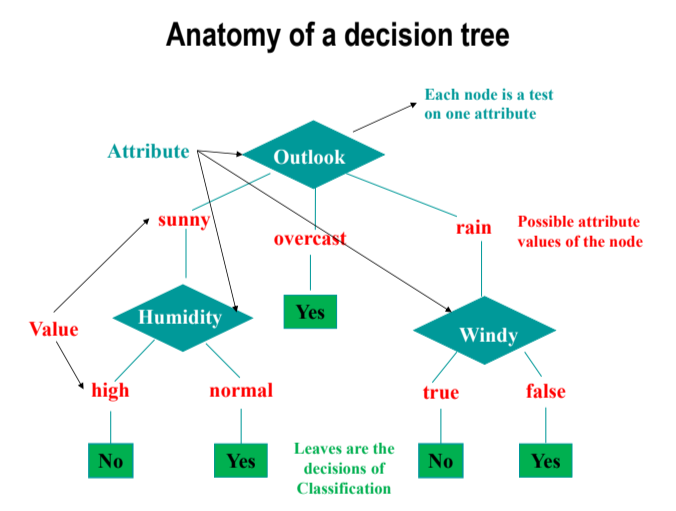 Anatomy of a decision tree
Each node is a test
on one attribute
Attribute
Outlook
sunny
overcast
rain
Possible attribute
values of the node
Value
Humidity
Yes
Windy
high
normal
true
false
No
Yes
Leaves are the
decisions of
Classification
No
Yes